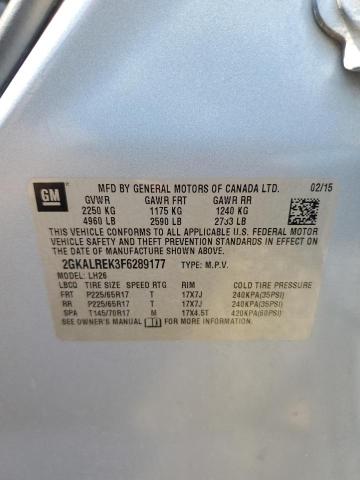 GM
MFD BY GENERAL MOTORS OF CANADA LTD. 02/15
GVWR GAWR FRT GAWR RR
2250 KG 1175 KG 1240 KG
4960 LB 2590 LB 2733 LB
THIS VEHICLE CONFORMS TO ALL APPLICABLE U.S. FEDERAL MOTOR
VEHICLE SAFETY AND THEFT PREVENTION STANDARDS IN EFFECT ON
THE DATE OF MANUFACTURE SHOWN ABOVE.
2GKALREK3F6289177 TYPE: M.P.V.
MODEL: LH26
LBCQ TIRE SIZE SPEED RTG RIM COLD TIRE PRESSURE
FRT P225/65R17 T 17X7J 240KPA(35PSI)
RR P225/65R17 T 17X7J 240KPA(35PSI)
SPA T145/70R17 M 17X4.5T 420KPA(60PSI)
SEE OWNER'S MANUAL FOR MORE INFORMATION.